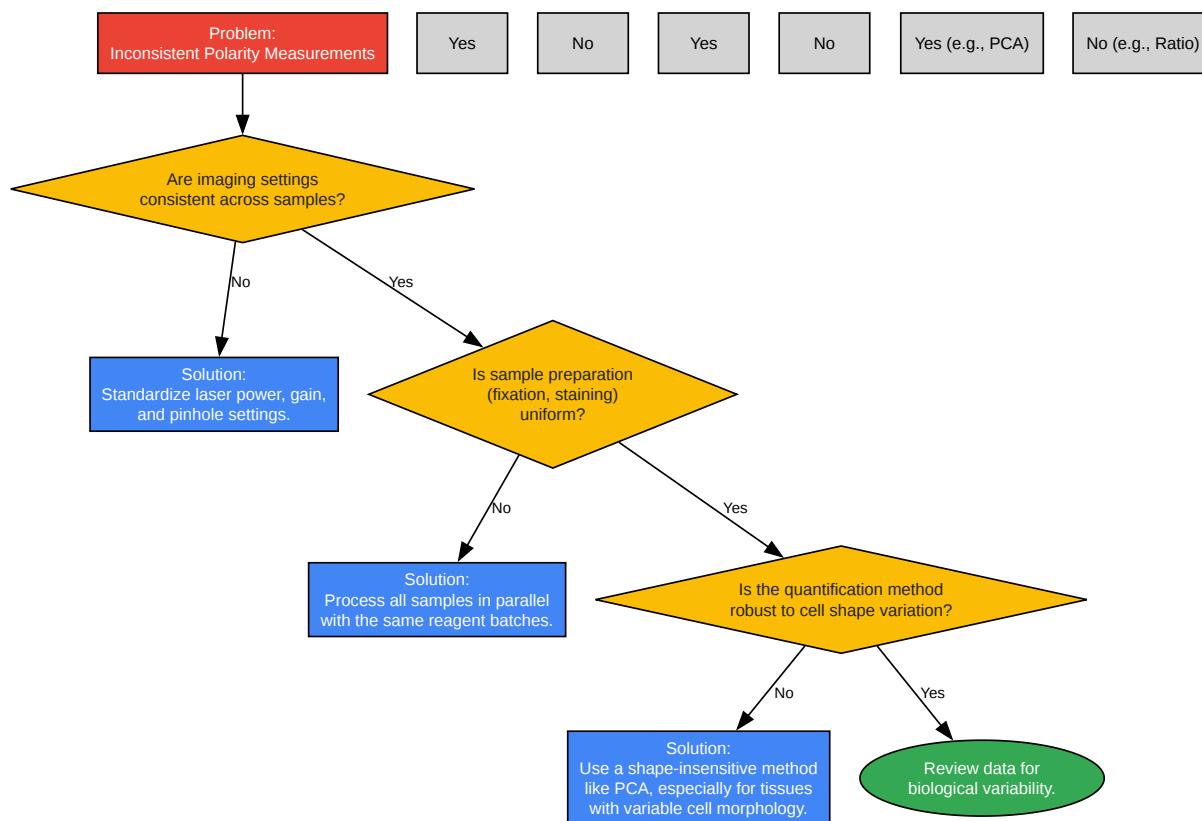 Problem:
Inconsistent Polarity Measurements
Yes
No
Yes
No
Yes (e.g., PCA)
No (e.g., Ratio)
Are imaging settings
consistent across samples?
No
Yes
Solution:
Standardize laser power, gain,
and pinhole settings.
Is sample preparation
(fixation, staining)
uniform?
No
Yes
Solution:
Process all samples in parallel
with the same reagent batches.
Is the quantification method
robust to cell shape variation?
No
Yes
Solution:
Use a shape-insensitive method
like PCA, especially for tissues
with variable cell morphology.
Review data for
biological variability.